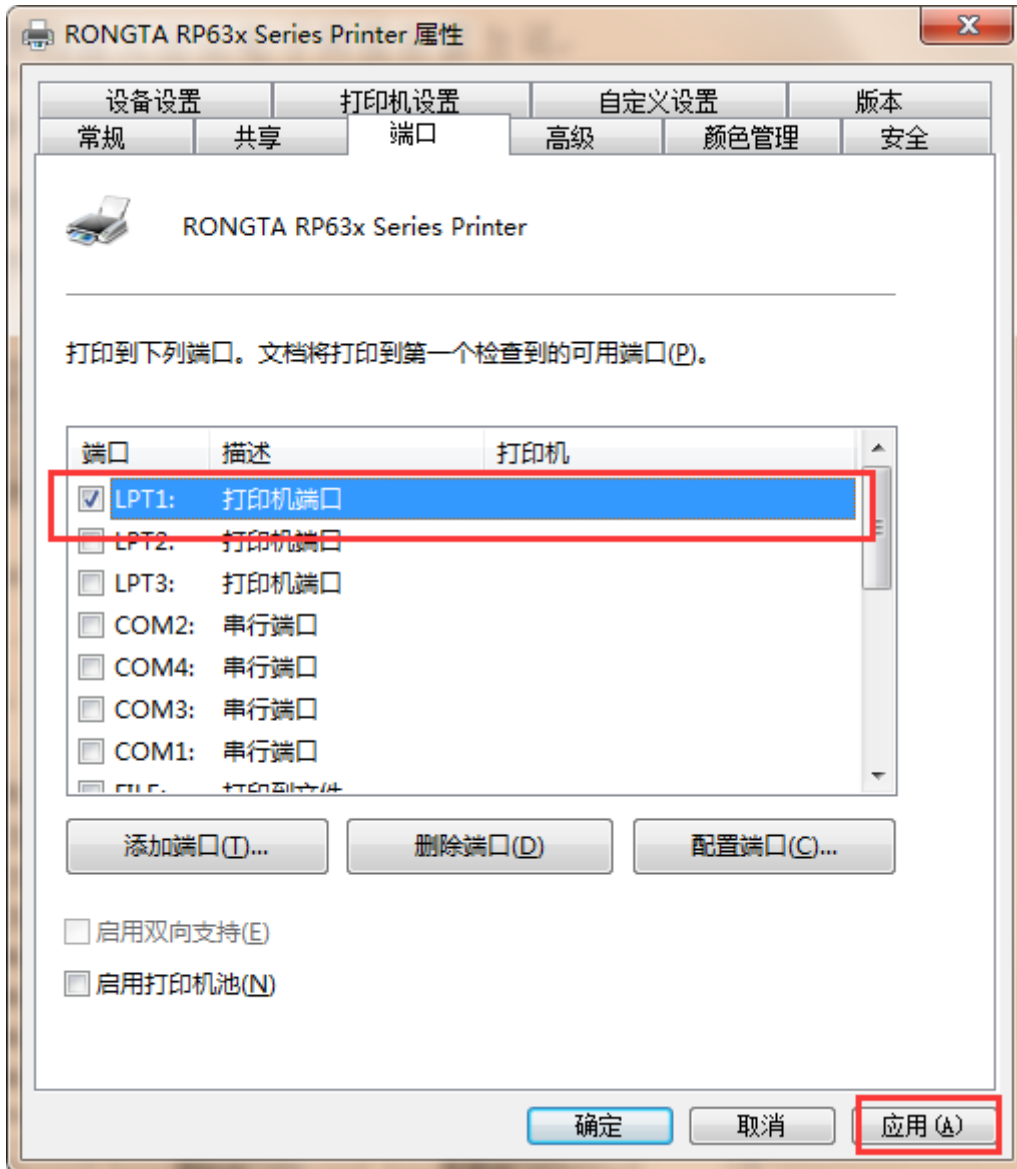 RONGTA RP63x Series Printer 属性
设备设置 打印机设置 自定义设置 版本
常规 共享 端口 高级 颜色管理 安全
RONGTA RP63x Series Printer
打印到下列端口。文档将打印到第一个检查到的可用端口(P)。
端口 描述 打印机
LPT1: 打印机端口
LPT2: 打印机端口
LPT3: 打印机端口
COM2: 串行端口
COM4: 串行端口
COM3: 串行端口
COM1: 串行端口
FILE: 打印到文件
添加端口(T)... 删除端口(D) 配置端口(C)...
启用双向支持(E)
启用打印机池(N)
确定 取消 应用(A)